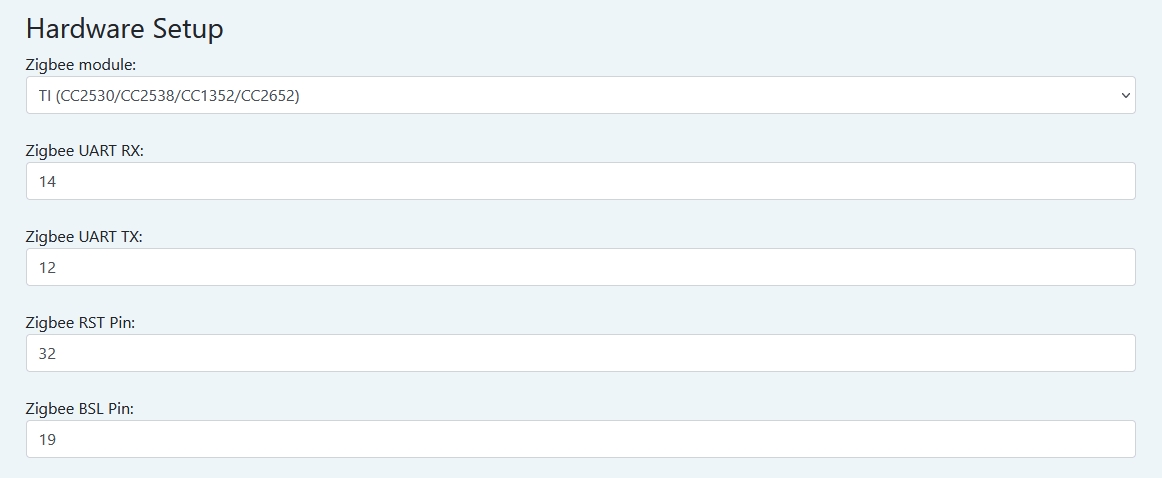 Hardware Setup
Zigbee module:
TI (CC2530/CC2538/CC1352/CC2652)
Zigbee UART RX:
14
Zigbee UART TX:
12
Zigbee RST Pin:
32
Zigbee BSL Pin:
19